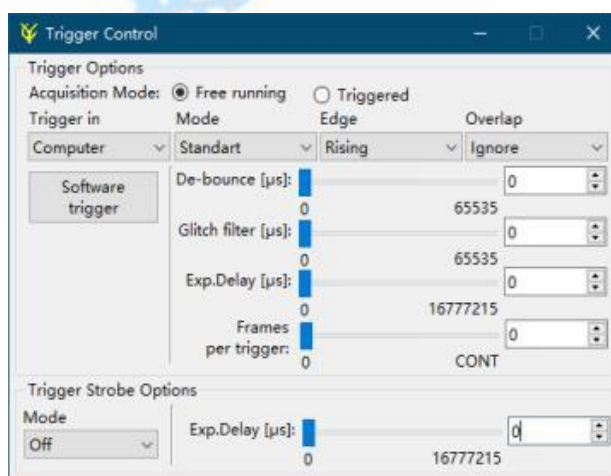 Trigger Control
Trigger Options
Acquisition Mode: Free running Triggered
Trigger in Mode Edge Overlap
Computer Standart Rising Ignore
Software trigger
De-bounce [µs]: 0
0 65535
Glitch filter [µs]: 0
0 65535
Exp.Delay [µs]: 0
0 16777215
Frames per trigger: 0
0 CONT
Trigger Strobe Options
Mode
Off
Exp.Delay [µs]: 0
0 16777215